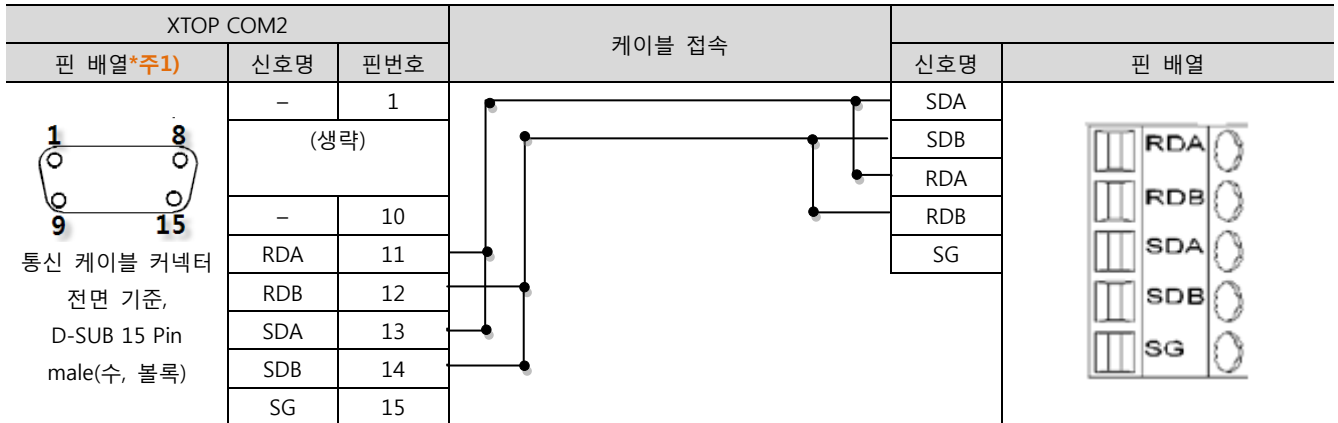 XTOP COM2 케이블 접속
핀 배열*주1) 신호명 핀번호 신호명 핀 배열
– 1 SDA
(생략) SDB
RDA
– 10 RDB
RDA 11 SG
RDB 12
SDA 13
SDB 14
SG 15
1 8
9 15
통신 케이블 커넥터
전면 기준,
D-SUB 15 Pin
male(수, 볼록)
RDA
RDB
SDA
SDB
SG